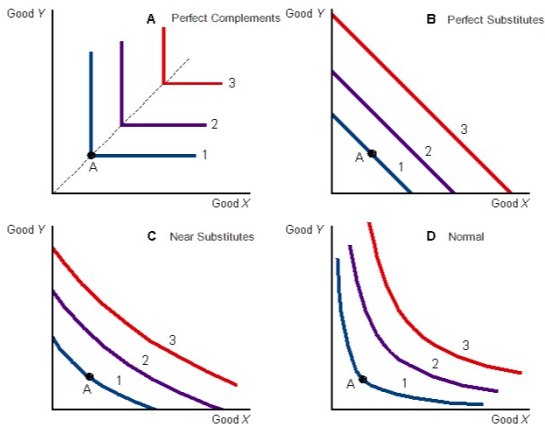 Good Y
A Perfect Complements
3
2
1
A
Good X
Good Y
B Perfect Substitutes
3
2
1
A
Good X
Good Y
C Near Substitutes
3
2
1
A
Good X
Good Y
D Normal
3
2
1
A
Good X